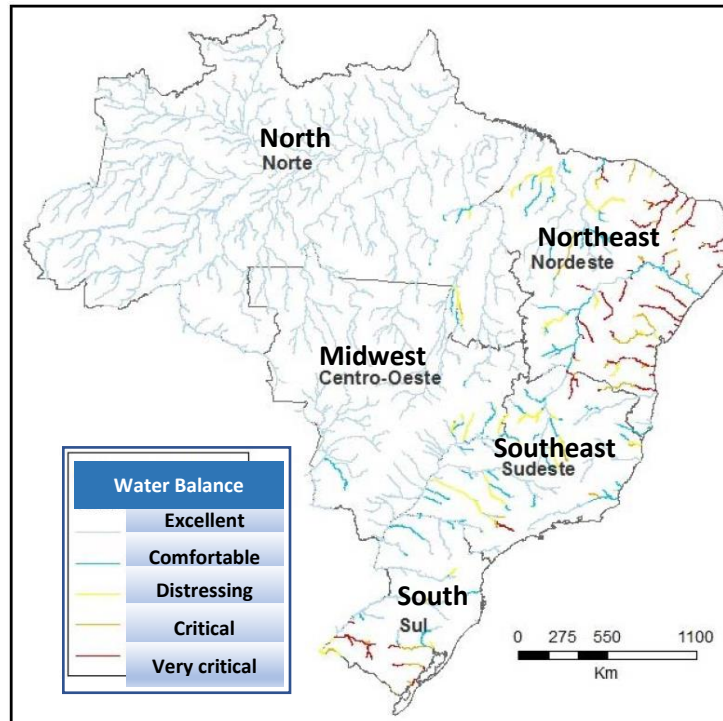 North
Norte
Northeast
Nordeste
Midwest
Centro-Oeste
Southeast
Sudeste
South
Sul
Water Balance
Excellent
Comfortable
Distressing
Critical
Very critical
0 275 550 1100
Km